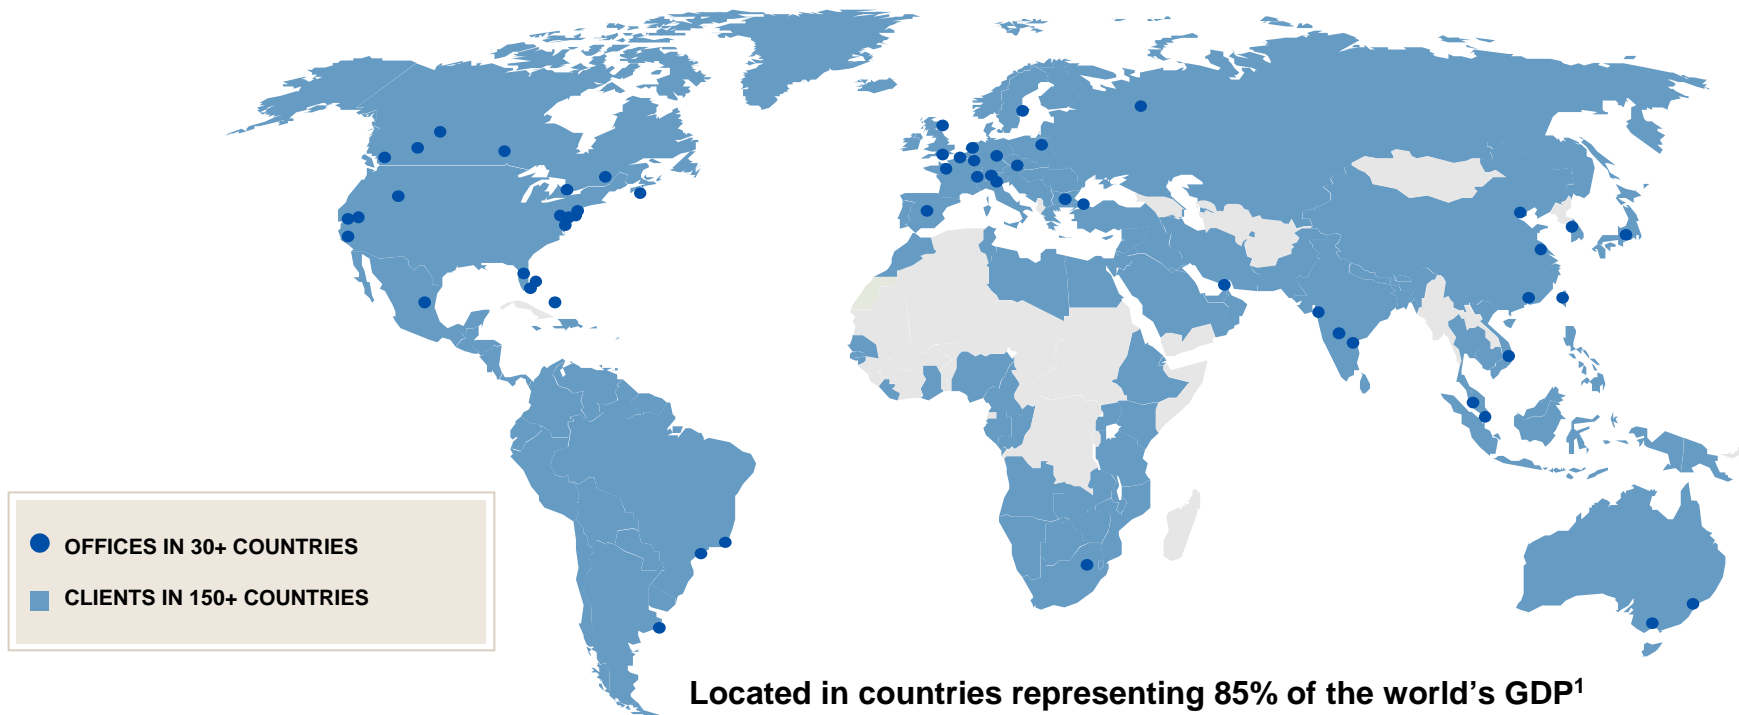 OFFICES IN 30+ COUNTRIES
CLIENTS IN 150+ COUNTRIES
Located in countries representing 85% of the world’s GDP¹